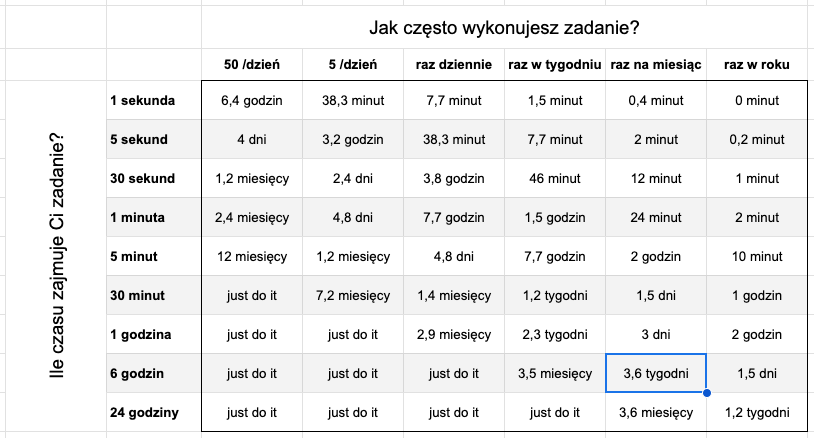 Jak często wykonujesz zadanie?
50 /dzień 5 /dzień raz dziennie raz w tygodniu raz na miesiąc raz w roku
Ile czasu zajmuje Ci zadanie?
1 sekunda 6,4 godzin 38,3 minut 7,7 minut 1,5 minut 0,4 minut 0 minut
5 sekund 4 dni 3,2 godzin 38,3 minut 7,7 minut 2 minut 0,2 minut
30 sekund 1,2 miesięcy 2,4 dni 3,8 godzin 46 minut 12 minut 1 minut
1 minuta 2,4 miesięcy 4,8 dni 7,7 godzin 1,5 godzin 24 minut 2 minut
5 minut 12 miesięcy 1,2 miesięcy 4,8 dni 7,7 godzin 2 godzin 10 minut
30 minut just do it 7,2 miesięcy 1,4 miesięcy 1,2 tygodni 1,5 dni 1 godzin
1 godzina just do it just do it 2,9 miesięcy 2,3 tygodni 3 dni 2 godzin
6 godzin just do it just do it just do it 3,5 miesięcy 3,6 tygodni 1,5 dni
24 godziny just do it just do it just do it just do it 3,6 miesięcy 1,2 tygodni